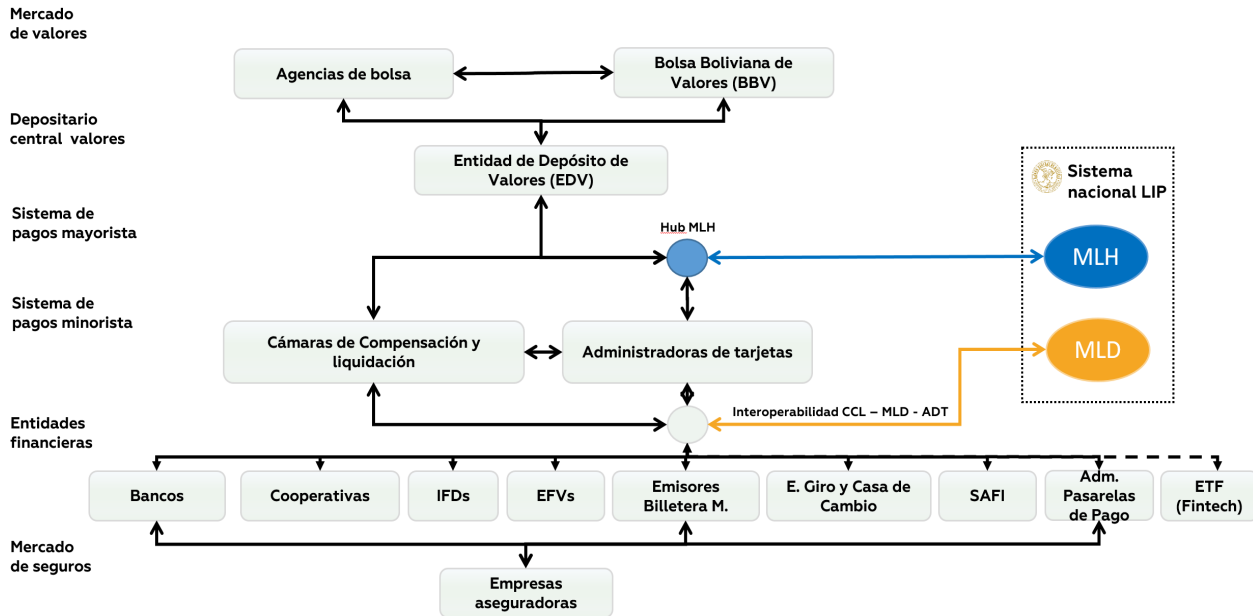 Mercado
de valores
Agencias de bolsa
Bolsa Boliviana de
Valores (BBV)
Depositario
central valores
Entidad de Depósito de
Valores (EDV)
Sistema
nacional LIP
Sistema de
pagos mayorista
Hub MLH
MLH
Sistema de
pagos minorista
Cámaras de Compensación y
liquidación
Administradoras de tarjetas
MLD
Interoperabilidad CCL – MLD - ADT
Entidades
financieras
Bancos
Cooperativas
IFDs
EFVs
Emisores
Billetera M.
E. Giro y Casa de
Cambio
SAFI
Adm.
Pasarelas
de Pago
ETF
(Fintech)
Mercado
de seguros
Empresas
aseguradoras